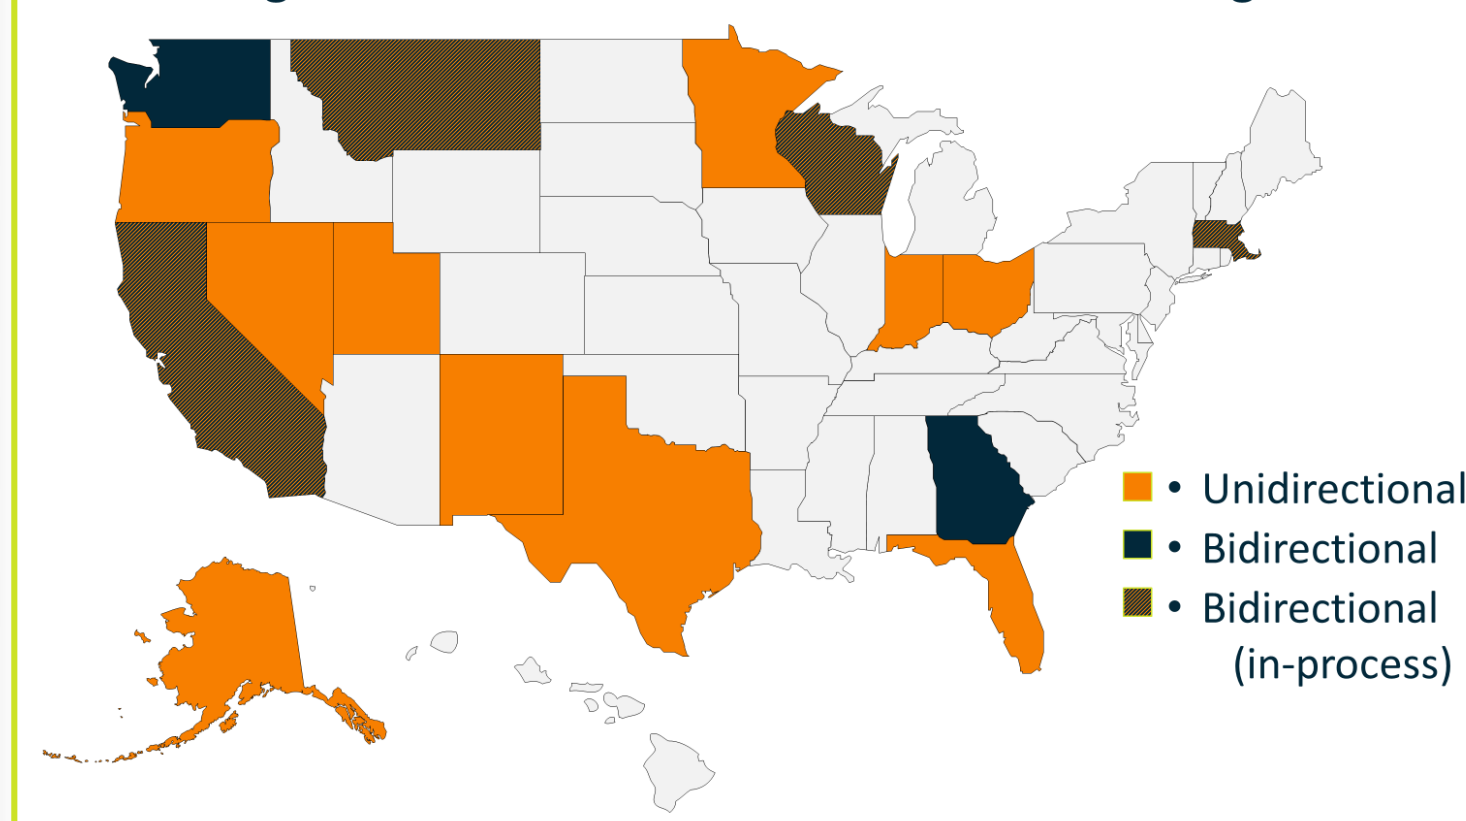 • Unidirectional
• Bidirectional
• Bidirectional
(in-process)